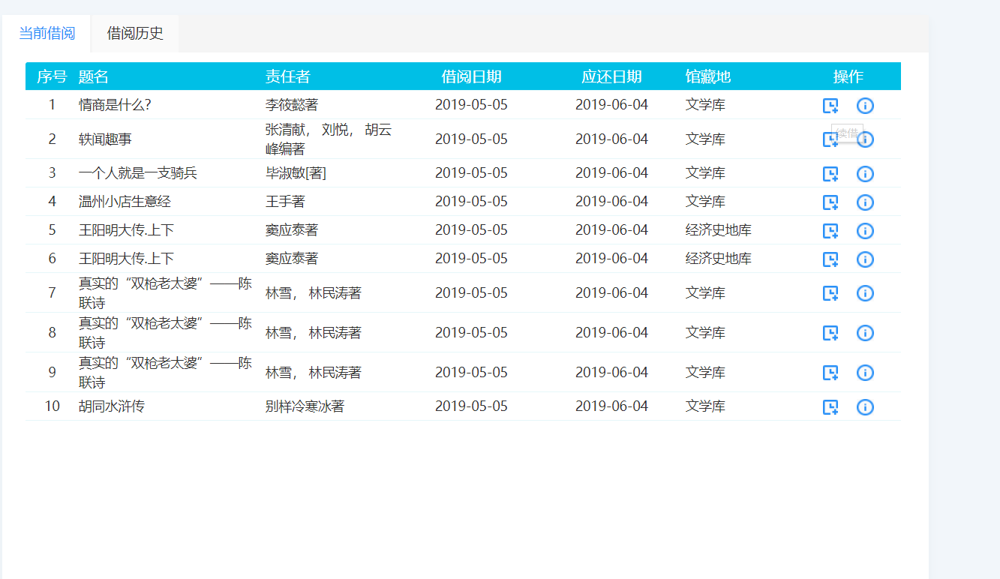 当前借阅 借阅历史
序号 题名 责任者 借阅日期 应还日期 馆藏地 操作
1 情商是什么? 李筱懿著 2019-05-05 2019-06-04 文学库
续借
2 轶闻趣事 张清献， 刘悦， 胡云
峰编著 2019-05-05 2019-06-04 文学库
3 一个人就是一支骑兵 毕淑敏[著] 2019-05-05 2019-06-04 文学库
4 温州小店生意经 王手著 2019-05-05 2019-06-04 文学库
5 王阳明大传.上下 窦应泰著 2019-05-05 2019-06-04 经济史地库
6 王阳明大传.上下 窦应泰著 2019-05-05 2019-06-04 经济史地库
7 真实的“双枪老太婆”——陈
联诗 林雪， 林民涛著 2019-05-05 2019-06-04 文学库
8 真实的“双枪老太婆”——陈
联诗 林雪， 林民涛著 2019-05-05 2019-06-04 文学库
9 真实的“双枪老太婆”——陈
联诗 林雪， 林民涛著 2019-05-05 2019-06-04 文学库
10 胡同水浒传 别样冷寒冰著 2019-05-05 2019-06-04 文学库